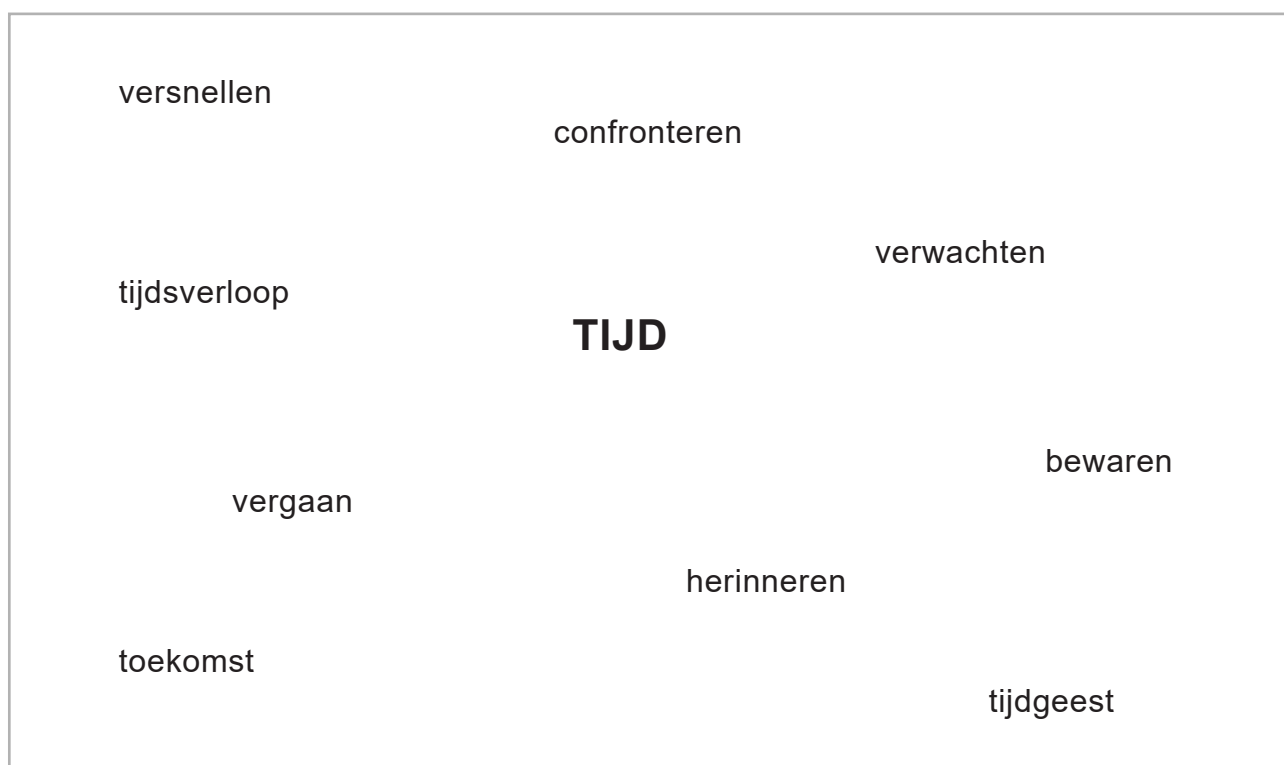 versnellen
confronteren
verwachten
tijdsverloop
TIJD
bewaren
vergaan
herinneren
toekomst
tijdgeest